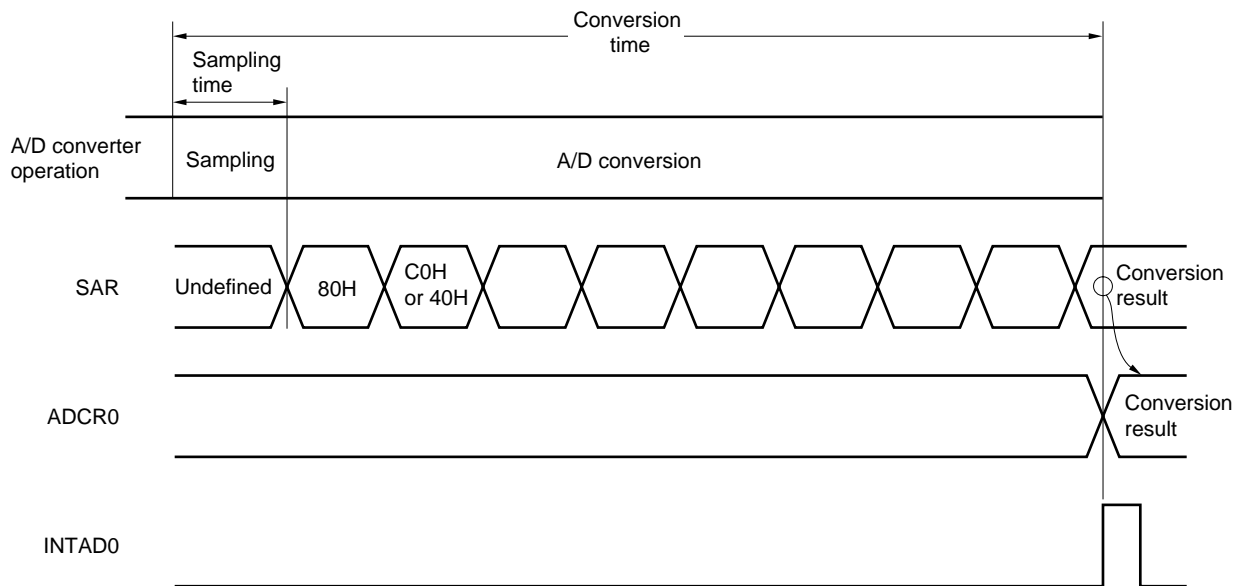 Conversion
time
Sampling
time
A/D converter
operation
Sampling
A/D conversion
SAR
Undefined
80H
C0H
or 40H
Conversion
result
ADCR0
Conversion
result
INTAD0